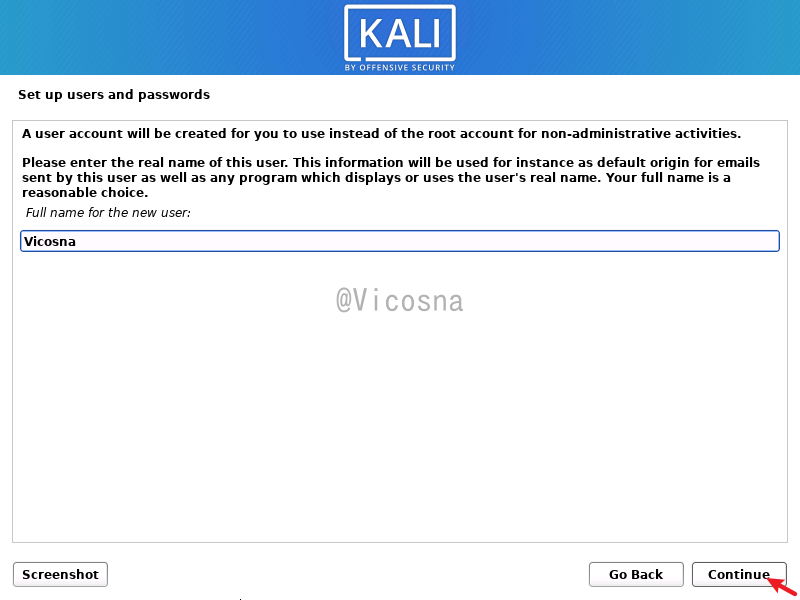 KALI
BY OFFENSIVE SECURITY
Set up users and passwords
A user account will be created for you to use instead of the root account for non-administrative activities.
Please enter the real name of this user. This information will be used for instance as default origin for emails
sent by this user as well as any program which displays or uses the user's real name. Your full name is a
reasonable choice.
Full name for the new user:
Vicosna
@Vicosna
Screenshot
Go Back
Continue